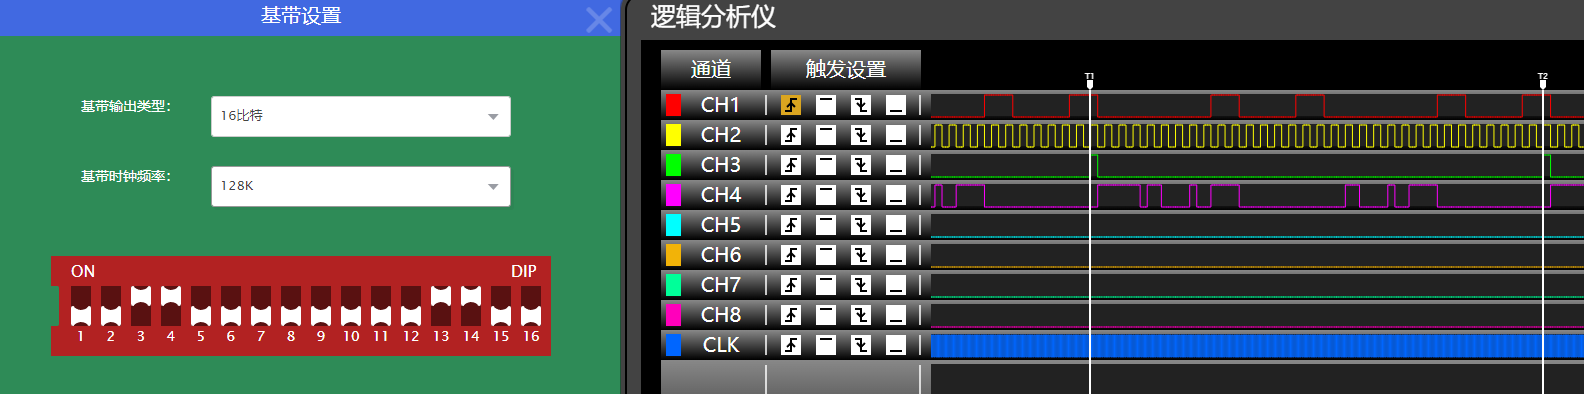 基带设置
基带输出类型：
16比特
基带时钟频率：
128K
ON DIP
1 2 3 4 5 6 7 8 9 10 11 12 13 14 15 16
逻辑分析仪
通道 触发设置
T1 T2
CH1
CH2
CH3
CH4
CH5
CH6
CH7
CH8
CLK